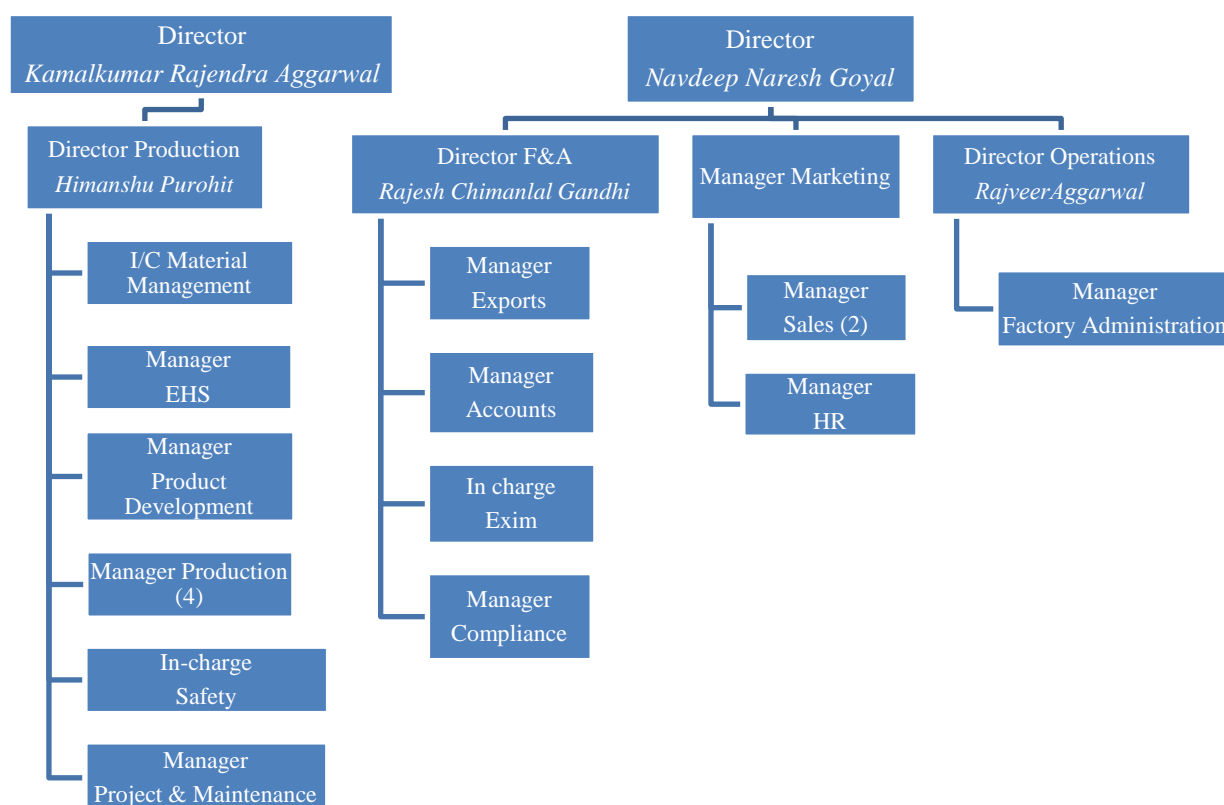 Director
Kamalkumar Rajendra Aggarwal
Director
Navdeep Naresh Goyal
Director Production
Himanshu Purohit
Director F&A
Rajesh Chimanlal Gandhi
Manager Marketing
Director Operations
RajveerAggarwal
I/C Material
Management
Manager
EHS
Manager
Product
Development
Manager Production
(4)
In-charge
Safety
Manager
Project & Maintenance
Manager
Exports
Manager
Accounts
In charge
Exim
Manager
Compliance
Manager
Sales (2)
Manager
HR
Manager
Factory Administration